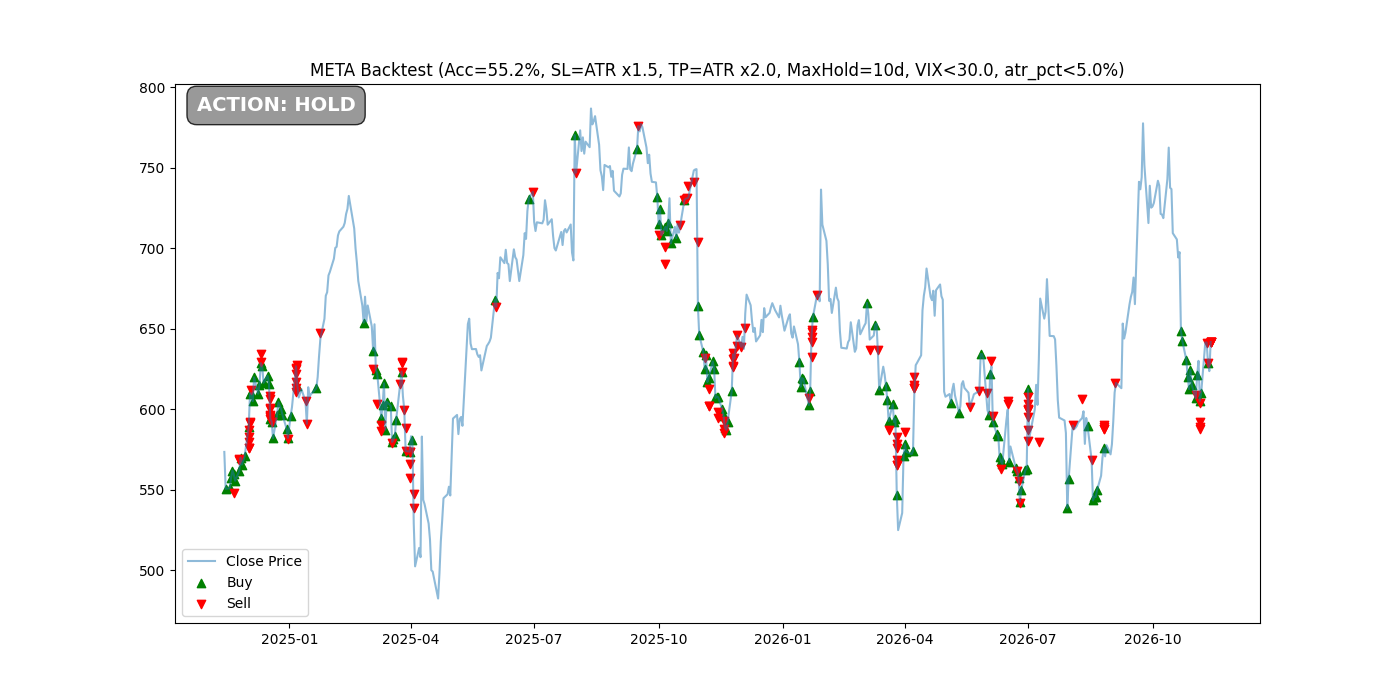 META Backtest (Acc=55.2%, SL=ATR x1.5, TP=ATR x2.0, MaxHold=10d, VIX<30.0, atr_pct<5.0%)
ACTION: HOLD
800
750
700
650
600
550
500
Close Price
Buy
Sell
2025-01 2025-04 2025-07 2025-10 2026-01 2026-04 2026-07 2026-10